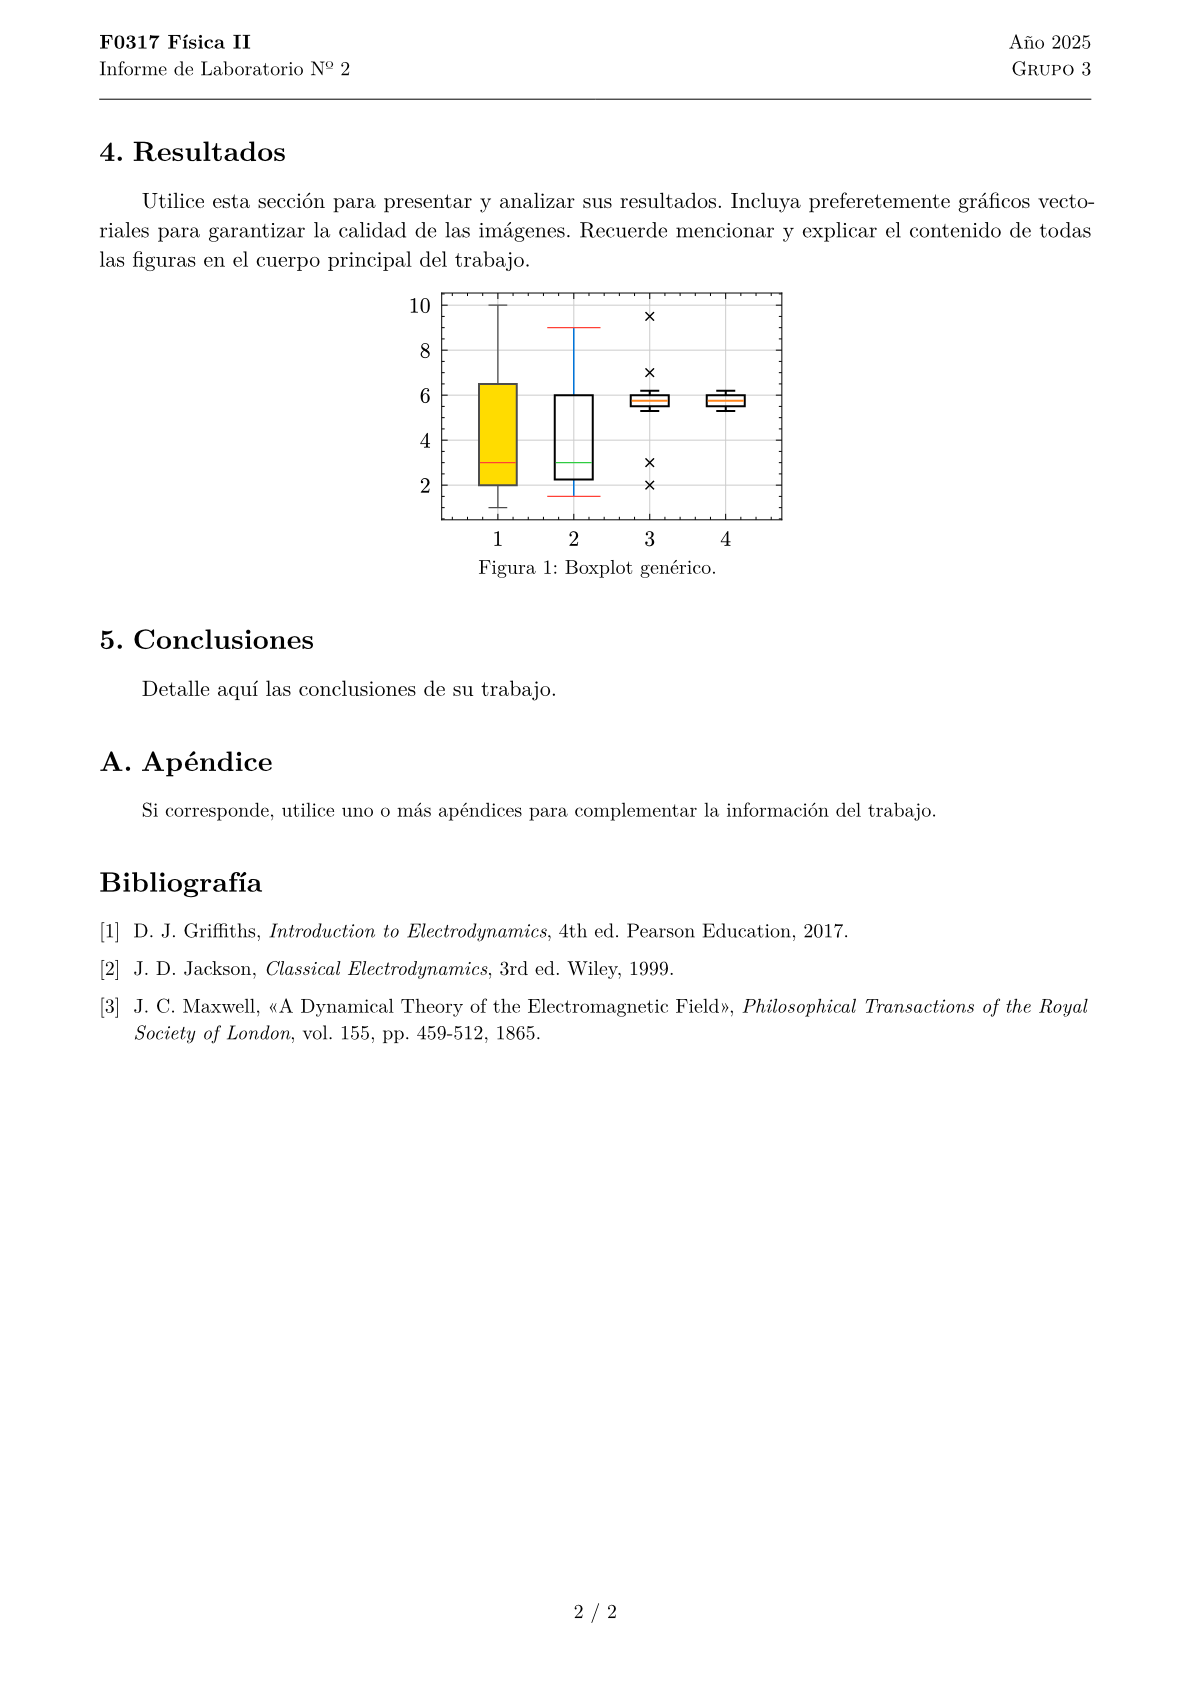 F0317 Física II
Año 2025
Informe de Laboratorio Nº 2
Grupo 3
4. Resultados
Utilice esta sección para presentar y analizar sus resultados. Incluya preferetemente gráficos vecto-
riales para garantizar la calidad de las imágenes. Recuerde mencionar y explicar el contenido de todas
las figuras en el cuerpo principal del trabajo.
10
8
6
4
2
1 2 3 4
Figura 1: Boxplot genérico.
5. Conclusiones
Detalle aquí las conclusiones de su trabajo.
A. Apéndice
Si corresponde, utilice uno o más apéndices para complementar la información del trabajo.
Bibliografía
[1] D. J. Griffiths, Introduction to Electrodynamics, 4th ed. Pearson Education, 2017.
[2] J. D. Jackson, Classical Electrodynamics, 3rd ed. Wiley, 1999.
[3] J. C. Maxwell, «A Dynamical Theory of the Electromagnetic Field», Philosophical Transactions of the Royal
Society of London, vol. 155, pp. 459-512, 1865.
2 / 2